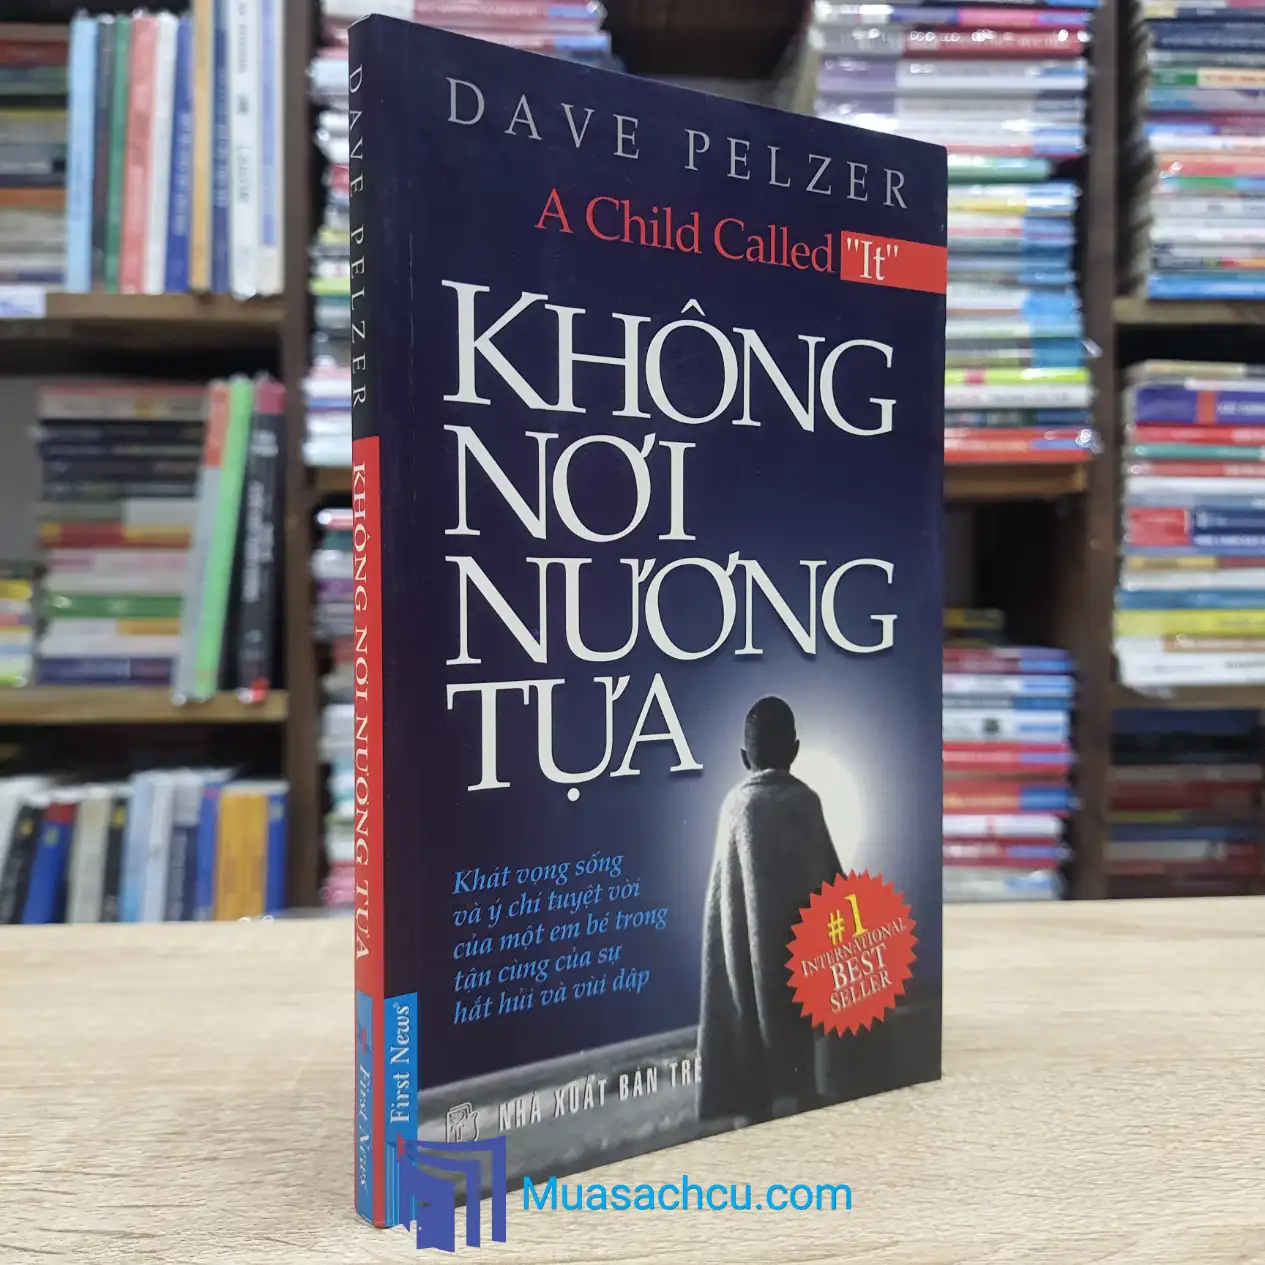 DAVE PELZER
A Child Called "It"
KHÔNG
NƠI
NƯƠNG
TỰA
Khát vọng sống
và ý chí tuyệt vời
của một em bé trong
tận cùng của sự
hắt hủi và vùi dập
#1
INTERNATIONAL
BEST
SELLER
NHÀ XUẤT BẢN TRẺ
First News
DAVE PELZER
KHÔNG NƠI NƯƠNG TỰA
First News
Muasachcu.com